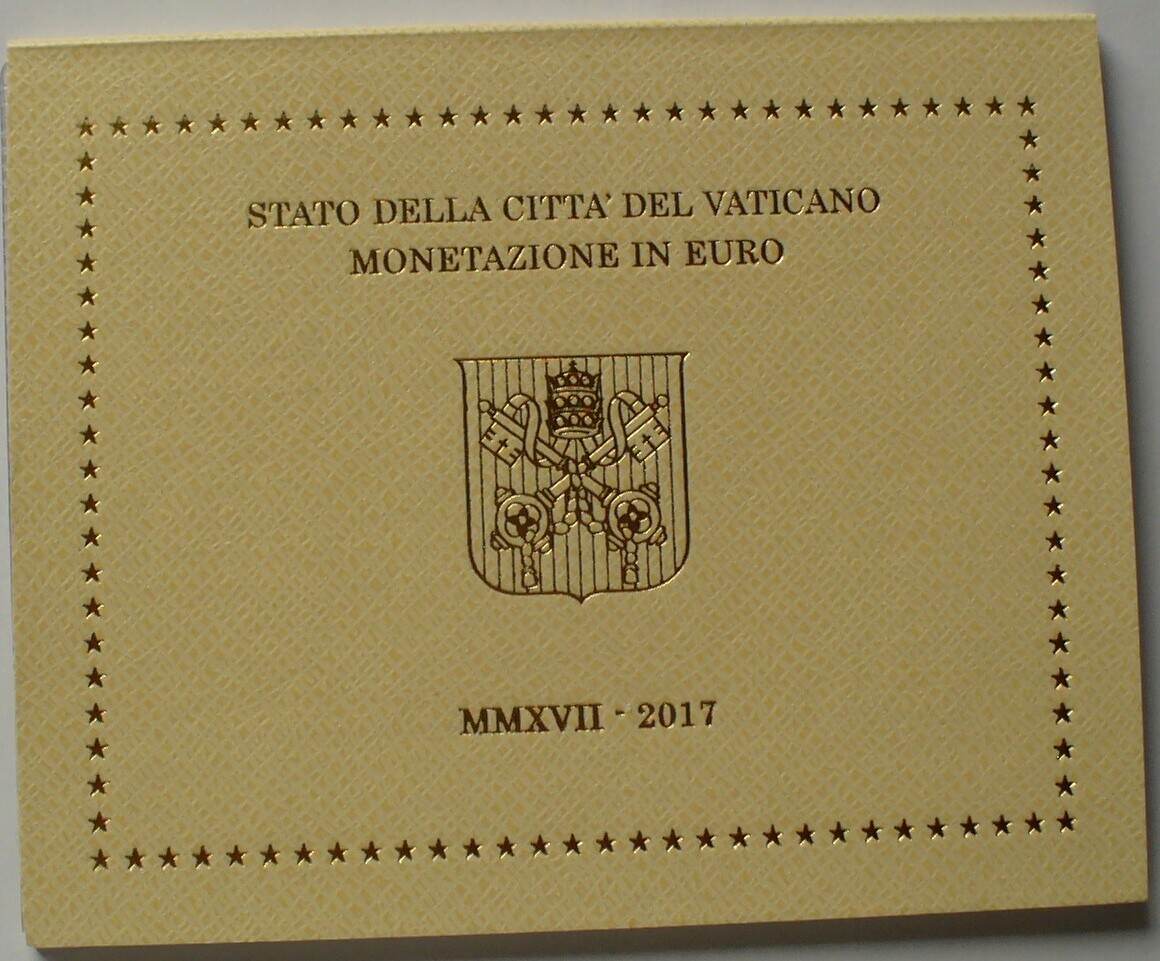 STATO DELLA CITTA' DEL VATICANO
MONETAZIONE IN EURO
MMXVII - 2017